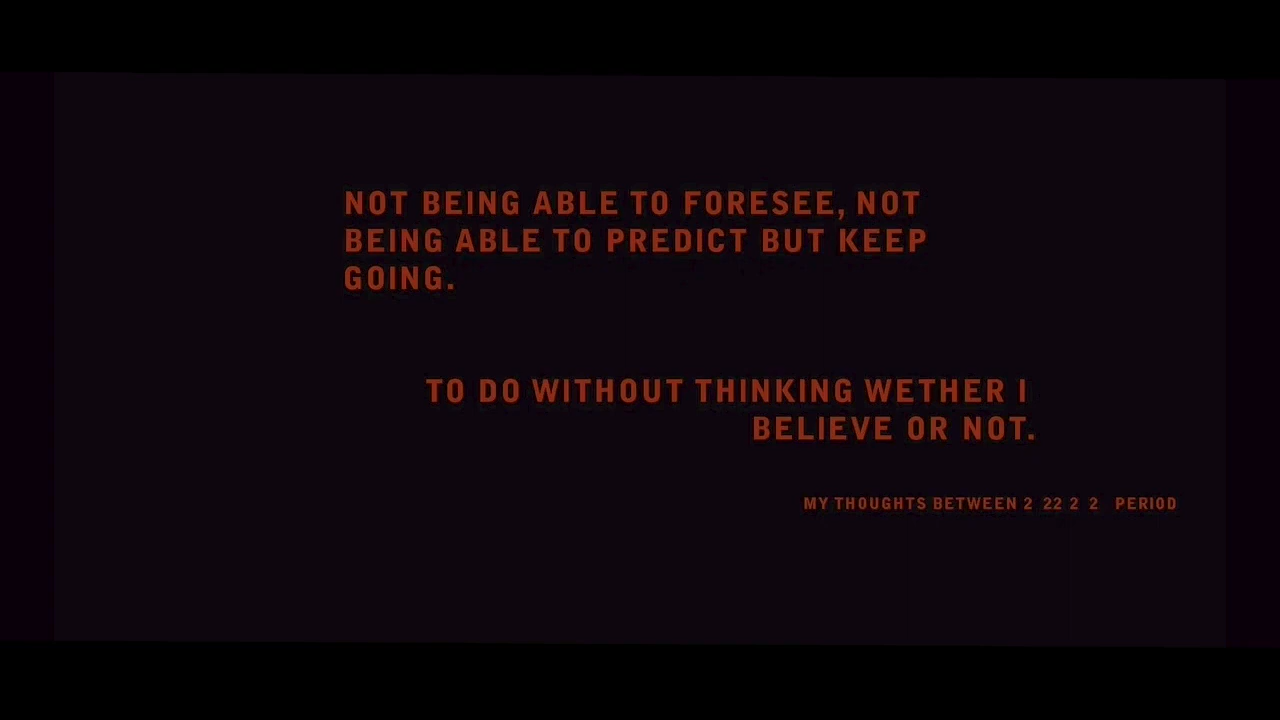 NOT BEING ABLE TO FORESEE, NOT
BEING ABLE TO PREDICT BUT KEEP
GOING.
TO DO WITHOUT THINKING WETHER I
BELIEVE OR NOT.
MY THOUGHTS BETWEEN 2 22 2 2 PERIOD